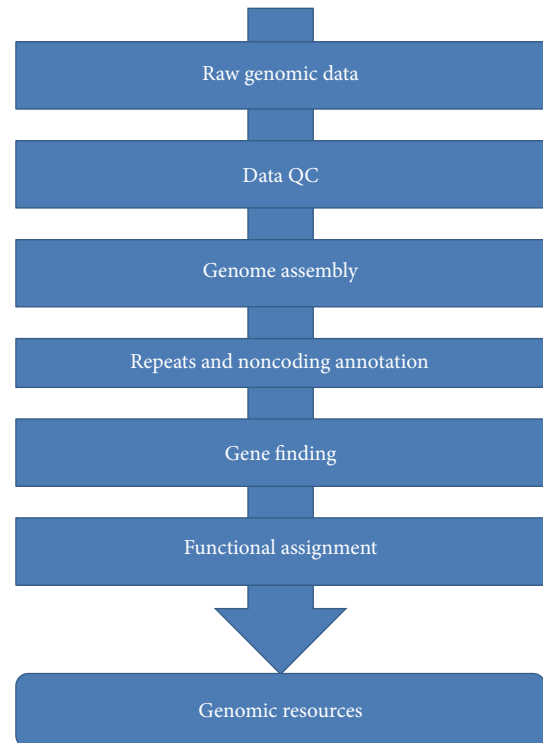 Raw genomic data
Data QC
Genome assembly
Repeats and noncoding annotation
Gene finding
Functional assignment
Genomic resources